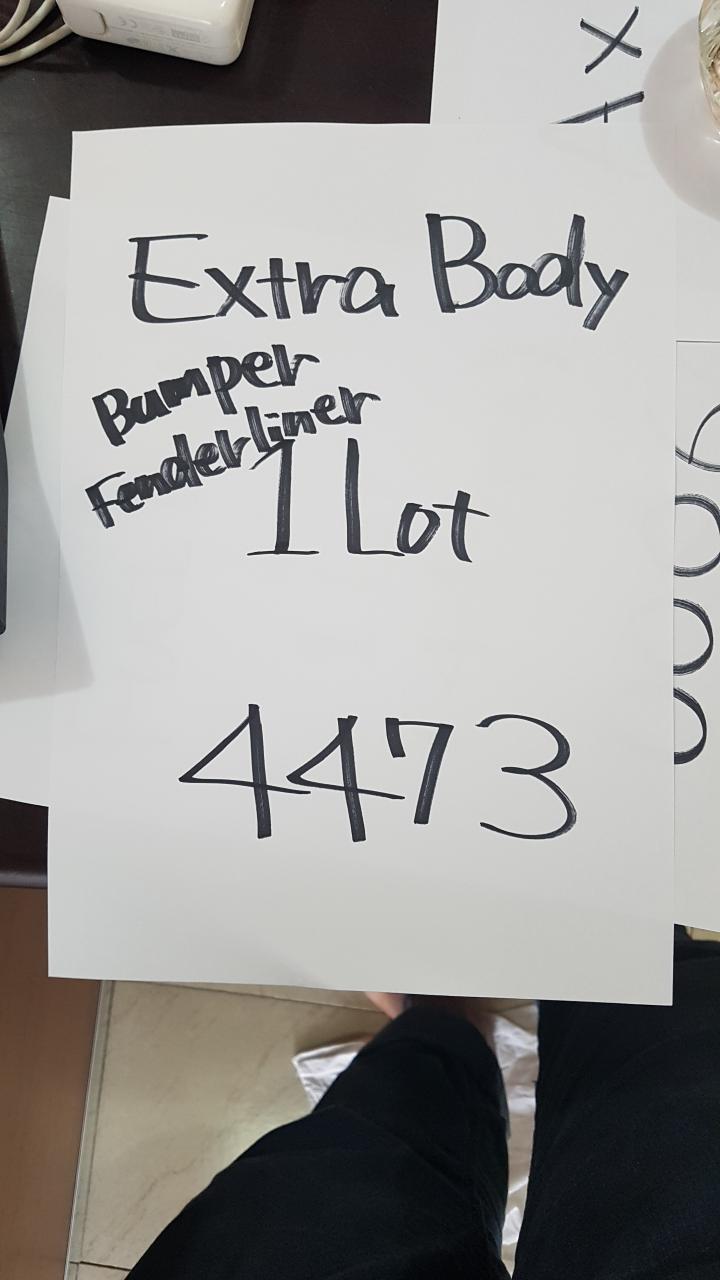 Extra Body
Bumper
Fenderliner
1 Lot
4473